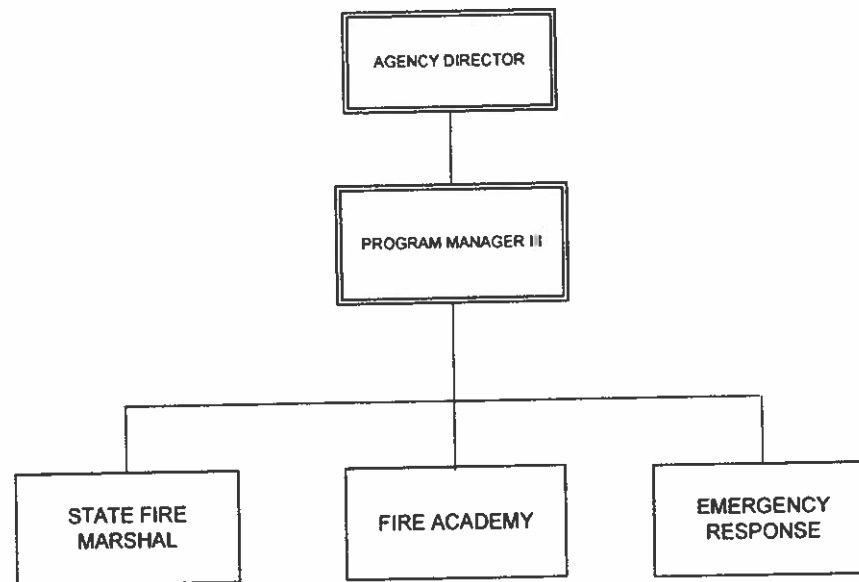 AGENCY DIRECTOR
PROGRAM MANAGER III
STATE FIRE
MARSHAL
FIRE ACADEMY
EMERGENCY
RESPONSE